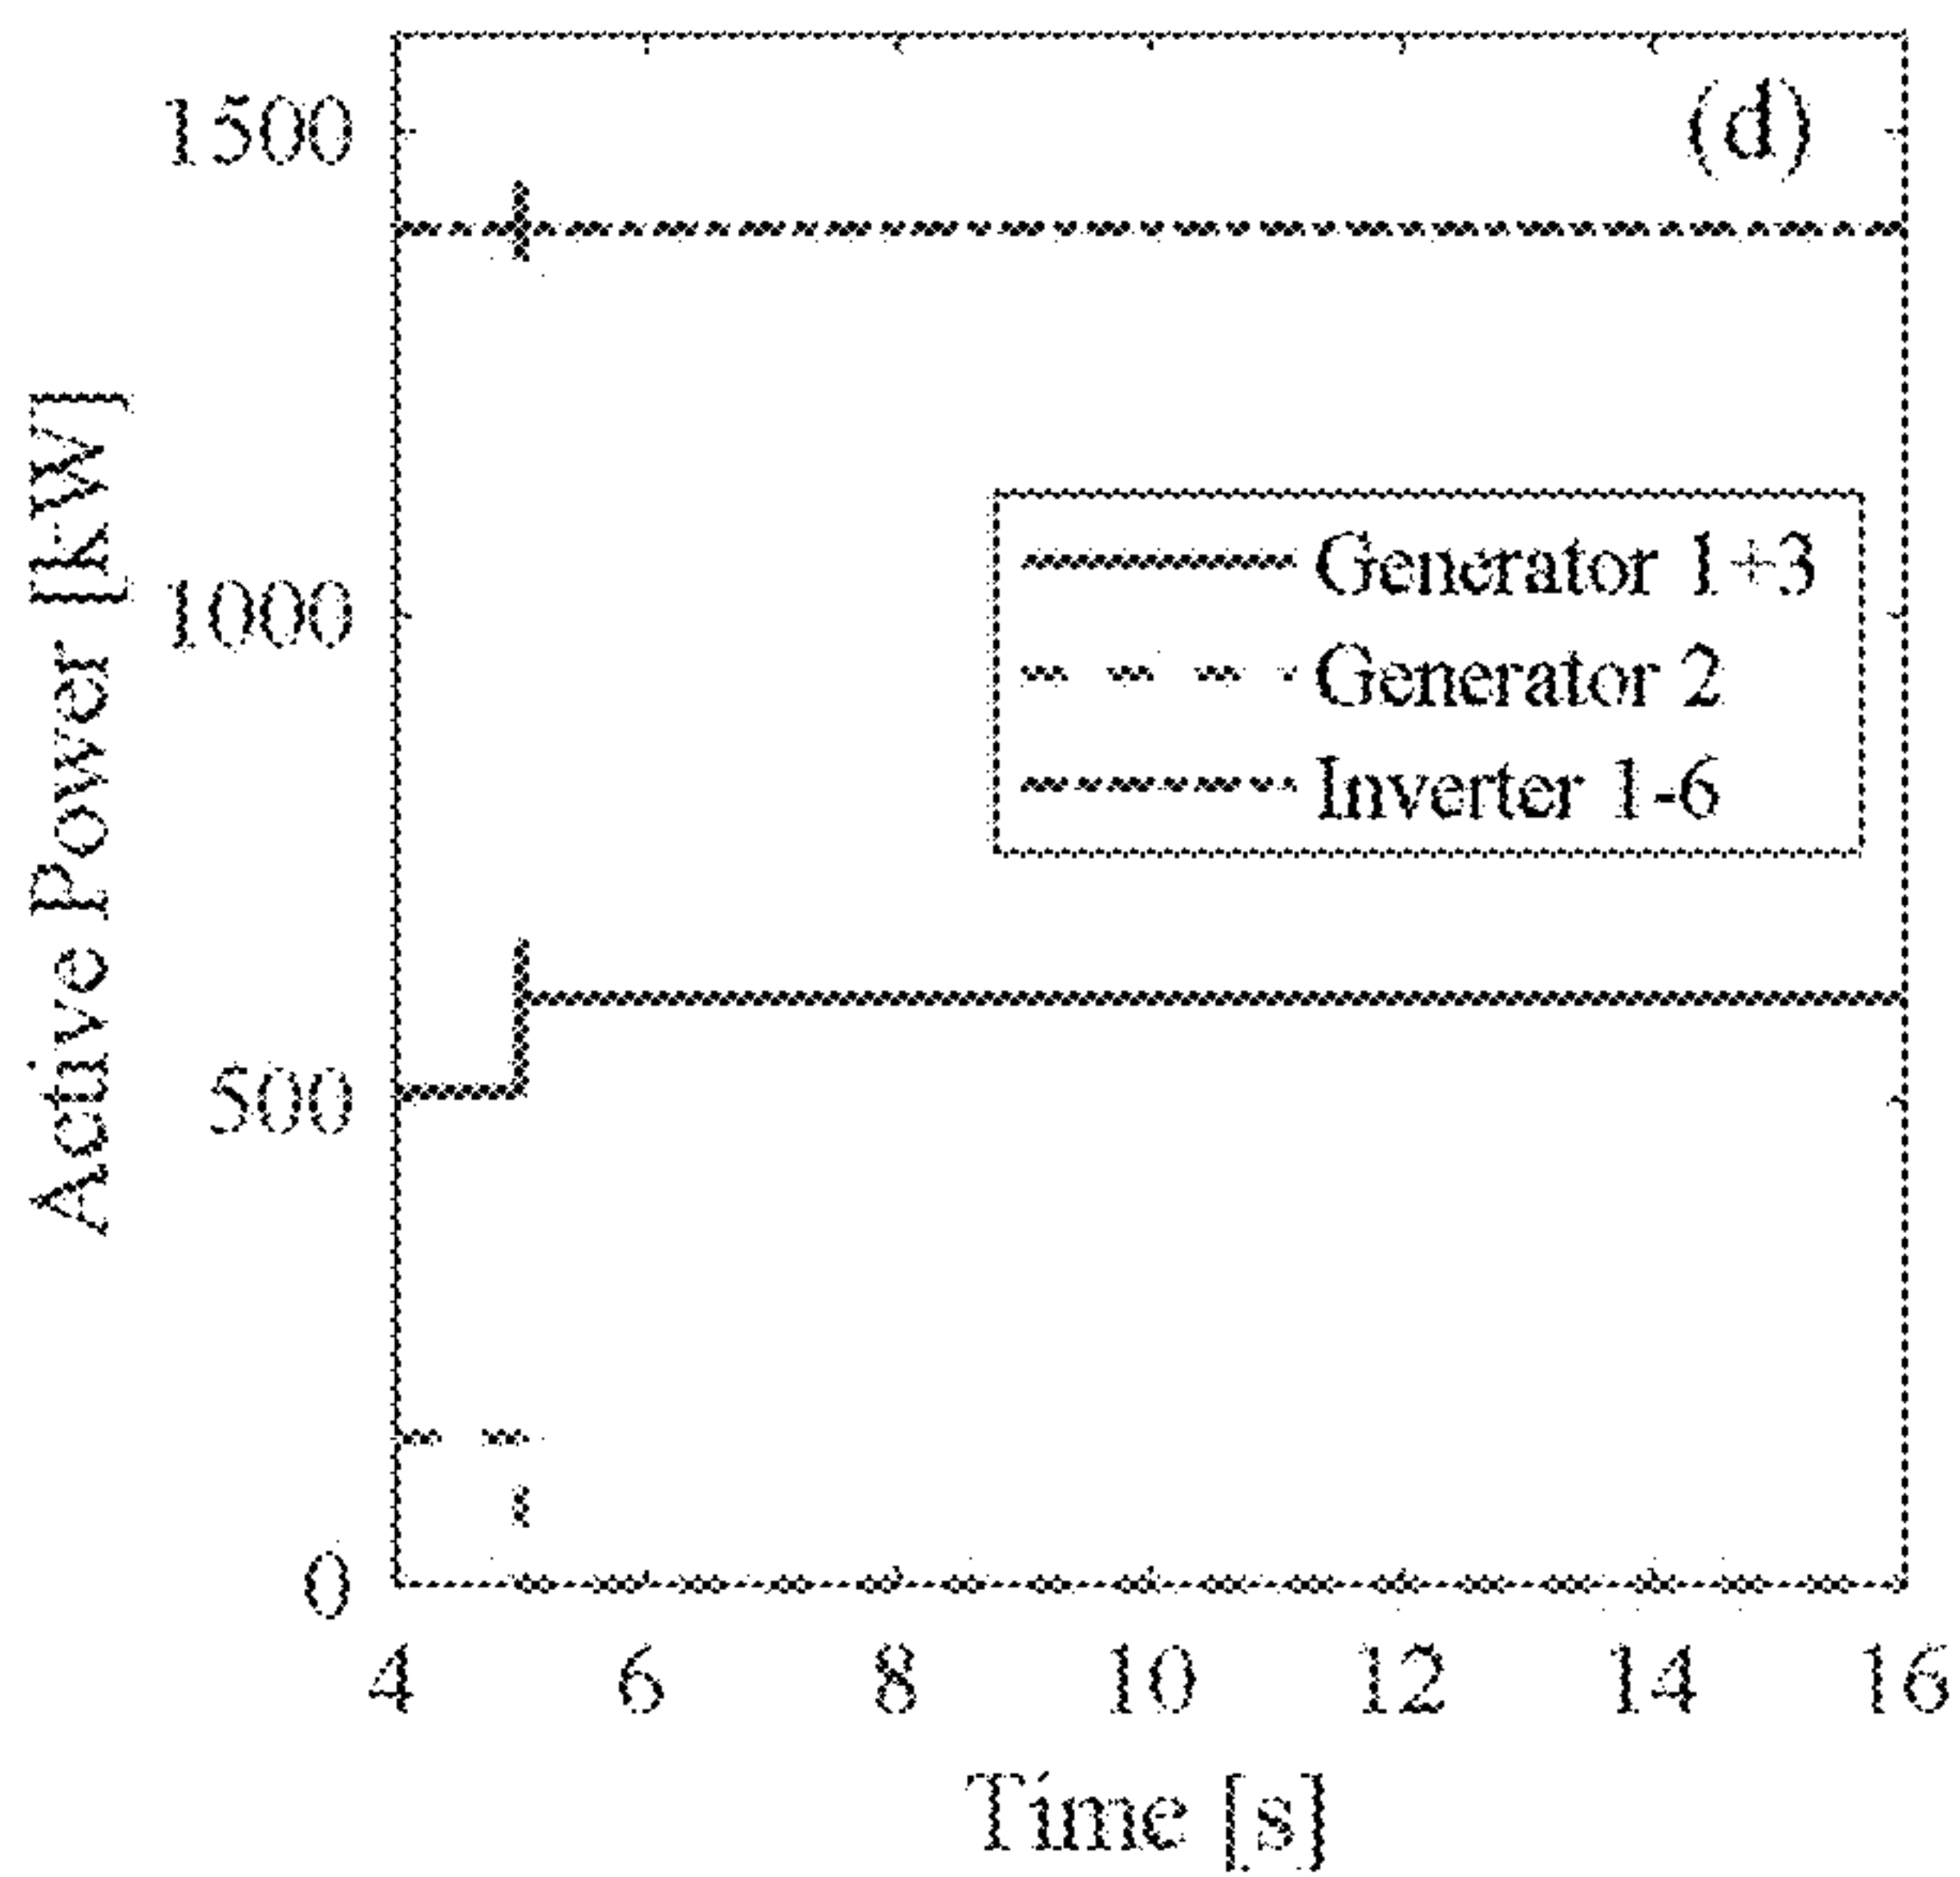 (d)
1500
1000
500
0
Active Power [kW]
Generator 1+3
Generator 2
Inverter 1-6
4 6 8 10 12 14 16
Time [s]